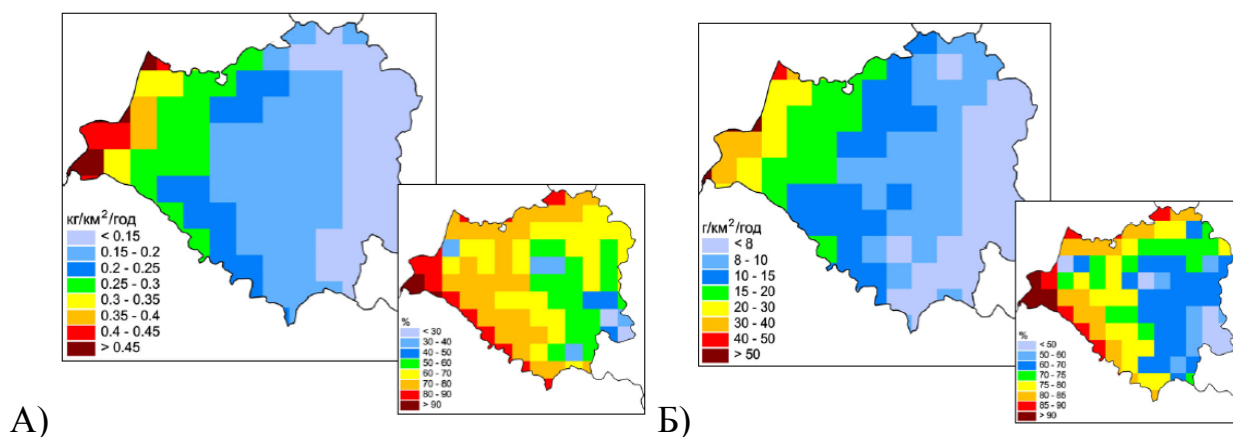 кг/км²/год
< 0.15
0.15 - 0.2
0.2 - 0.25
0.25 - 0.3
0.3 - 0.35
0.35 - 0.4
0.4 - 0.45
> 0.45
%
< 30
30 - 40
40 - 50
50 - 60
60 - 70
70 - 80
80 - 90
> 90
А)
г/км²/год
< 8
8 - 10
10 - 15
15 - 20
20 - 30
30 - 40
40 - 50
> 50
%
< 50
50 - 60
60 - 70
70 - 75
75 - 80
80 - 85
85 - 90
> 90
Б)